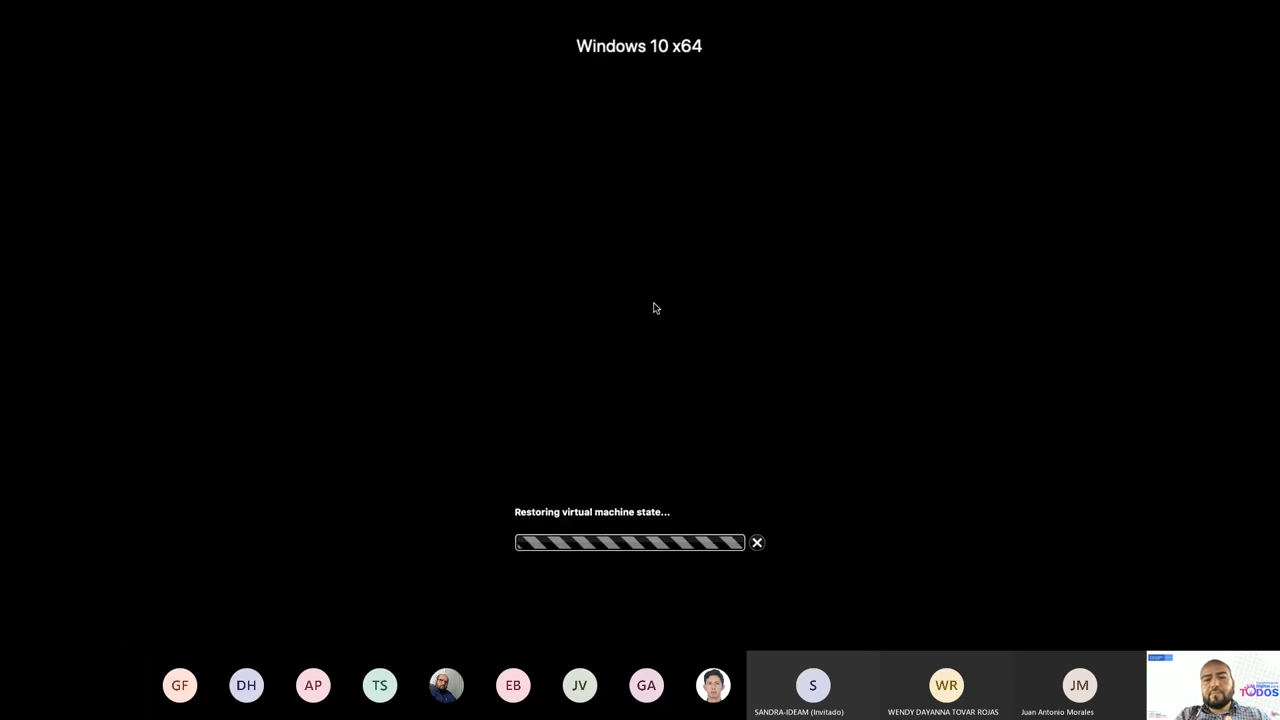 Windows 10 x64
Restoring virtual machine state...
GF
DH
AP
TS
EB
JV
GA
S
WR
JM
SANDRA-IDEAM (Invitado)
WENDY DAYANNA TOVAR ROJAS
Juan Antonio Morales
TODOS